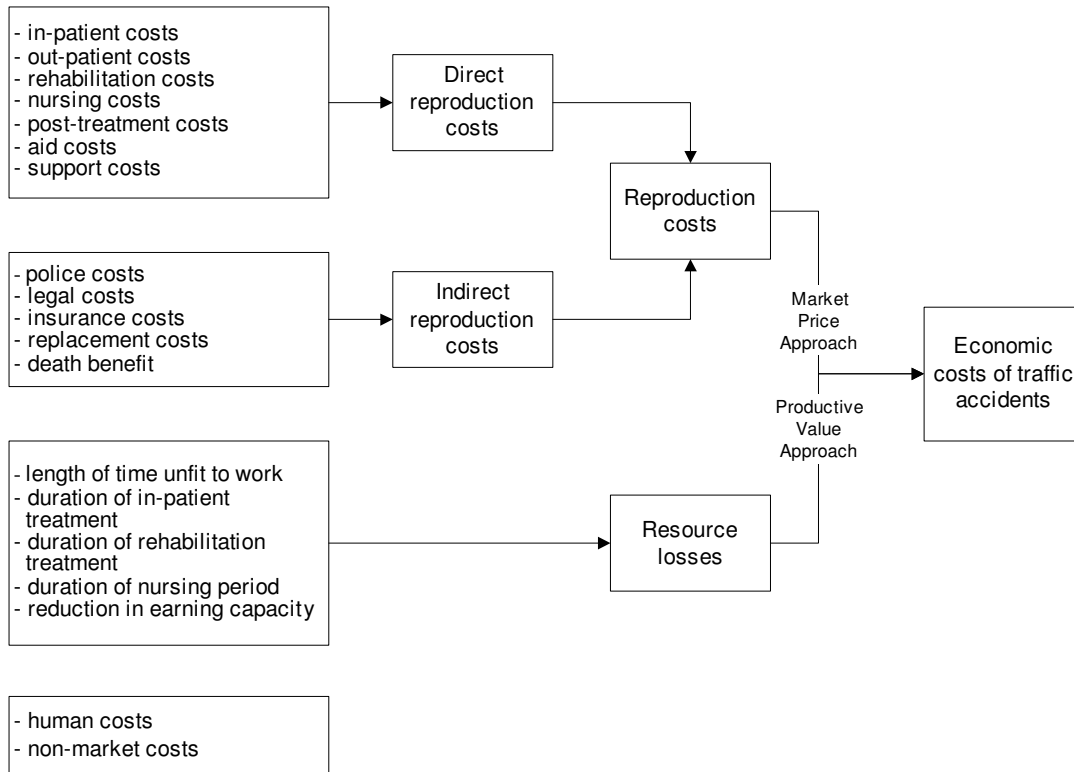 - in-patient costs
- out-patient costs
- rehabilitation costs
- nursing costs
- post-treatment costs
- aid costs
- support costs
Direct
reproduction
costs
Reproduction
costs
- police costs
- legal costs
- insurance costs
- replacement costs
- death benefit
Indirect
reproduction
costs
Market
Price
Approach
Economic
costs of traffic
accidents
Productive
Value
Approach
- length of time unfit to work
- duration of in-patient
treatment
- duration of rehabilitation
treatment
- duration of nursing period
- reduction in earning capacity
Resource
losses
- human costs
- non-market costs